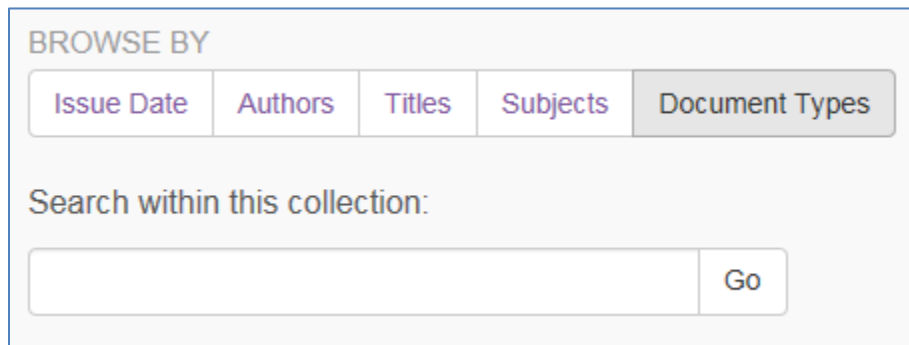 BROWSE BY
Issue Date Authors Titles Subjects Document Types
Search within this collection:
Go